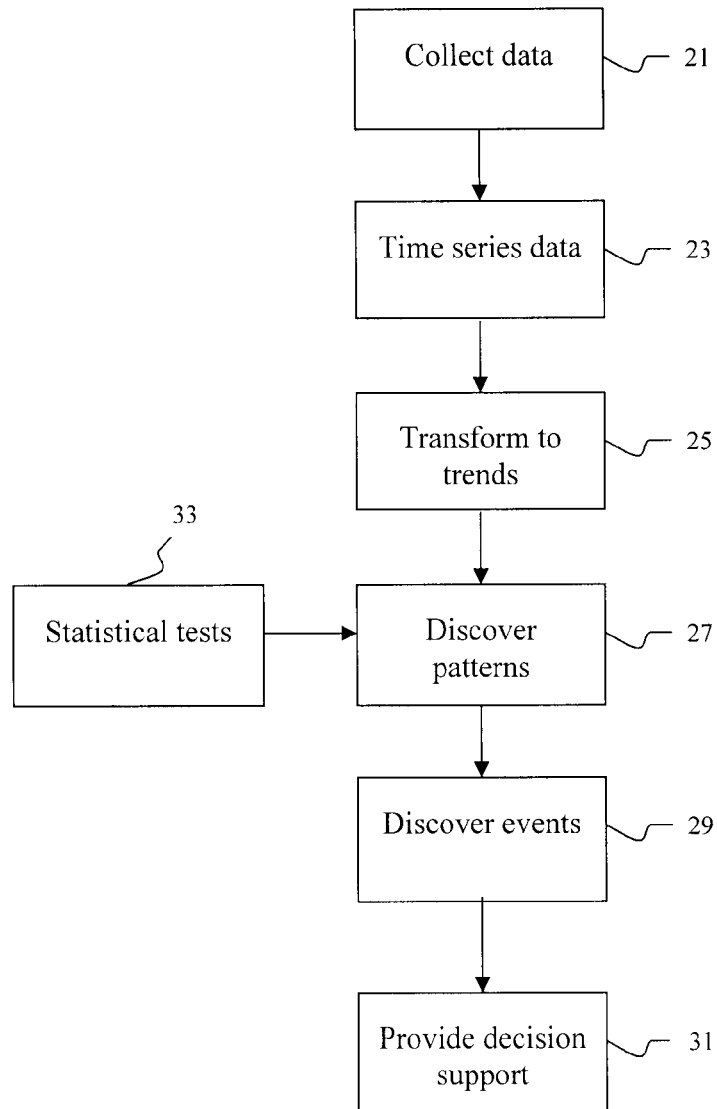 Collect data
21
Time series data
23
Transform to
trends
25
33
Statistical tests
Discover
patterns
27
Discover events
29
Provide decision
support
31